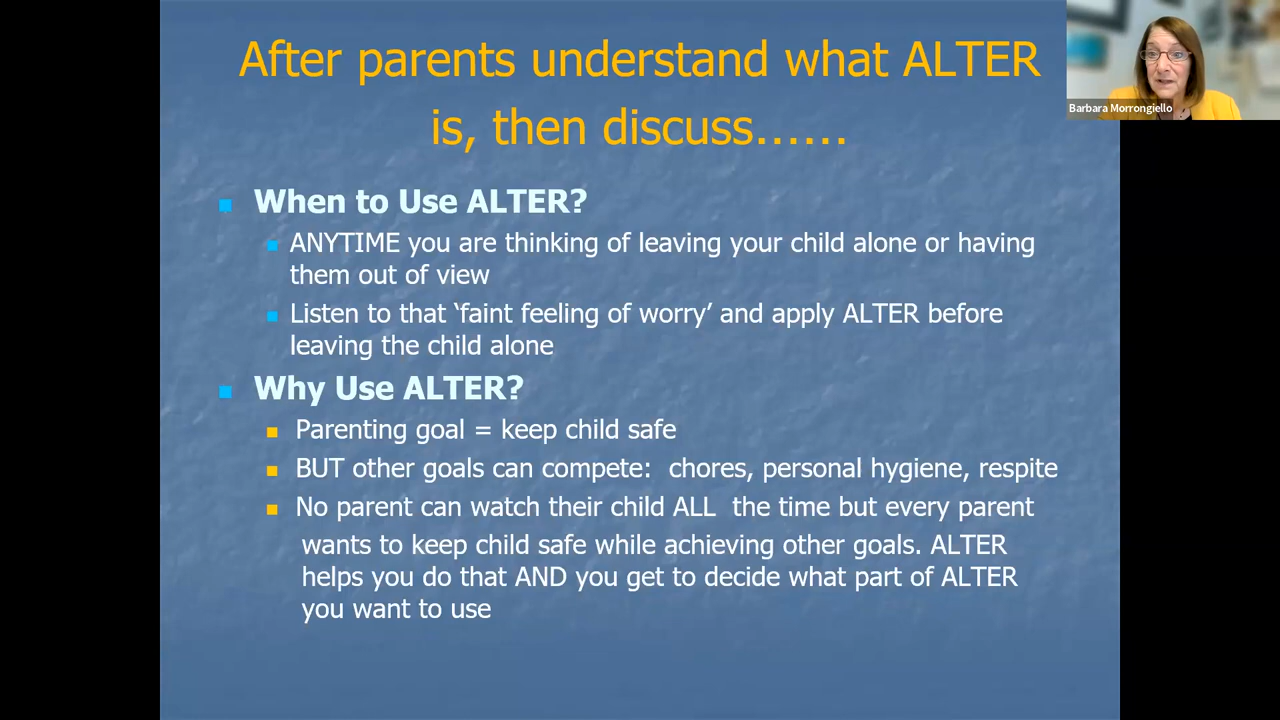 After parents understand what ALTER
is, then discuss......
Barbara Morrongiello
When to Use ALTER?
ANYTIME you are thinking of leaving your child alone or having
them out of view
Listen to that ‘faint feeling of worry’ and apply ALTER before
leaving the child alone
Why Use ALTER?
Parenting goal = keep child safe
BUT other goals can compete:  chores, personal hygiene, respite
No parent can watch their child ALL  the time but every parent
wants to keep child safe while achieving other goals. ALTER
helps you do that AND you get to decide what part of ALTER
you want to use